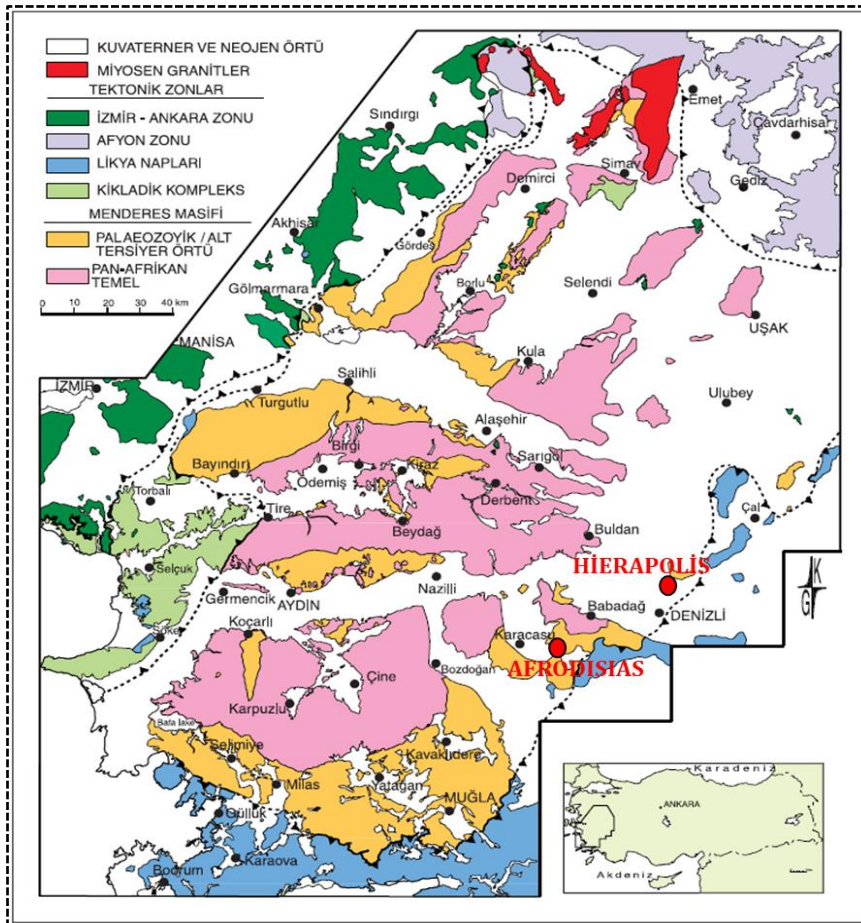 KUVATERNER VE NEOJEN ÖRTÜ
MİYOSEN GRANİTLER
TEKTONİK ZONLAR
İZMİR - ANKARA ZONU
AFYON ZONU
LİKYA NAPLARI
KİKLADİK KOMPLEKS
MENDERES MASİFİ
PALAEOZOYİK / ALT
TERSİYER ÖRTÜ
PAN-AFRİKAN
TEMEL
0 10 20 30 40 km
Sındırgı
Emet
Çavdarhisar
Simav
Demirci
Gediz
Akhisar
Gördes
Gölmarmara
Borlu
Selendi
UŞAK
MANİSA
Kula
İZMİR
Salihli
Turgutlu
Ulubey
Alaşehir
Birgi
Sarıgöl
Bayındır
Ödemiş
Kiraz
Derbent
Torbalı
Çal
Tire
Beydağ
Buldan
Selçuk
HİERAPOLİS
Nazilli
Germencik
AYDIN
Babadağ
DENİZLİ
Koçarlı
Söke
Karacasu
AFRODİSIAS
Bozdoğan
Çine
Karpuzlu
Bafa lake
Selimiye
Kavaklıdere
Milas
Yatağan
MUĞLA
Güllük
Karaova
Bodrum
K
G
Karadeniz
ANKARA
Akdeniz